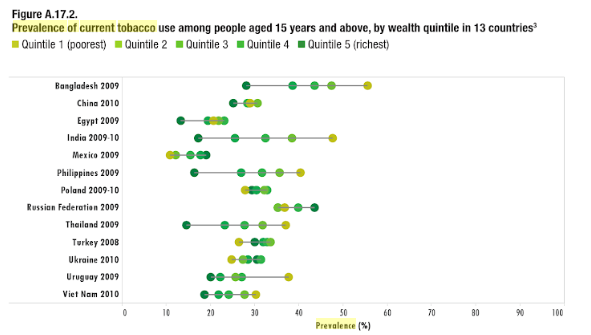 Figure A.17.2.
Prevalence of current tobacco use among people aged 15 years and above, by wealth quintile in 13 countries³
Quintile 1 (poorest) Quintile 2 Quintile 3 Quintile 4 Quintile 5 (richest)
Bangladesh 2009
China 2010
Egypt 2009
India 2009-10
Mexico 2009
Philippines 2009
Poland 2009-10
Russian Federation 2009
Thailand 2009
Turkey 2008
Ukraine 2010
Uruguay 2009
Viet Nam 2010
0 10 20 30 40 50 60 70 80 90 100
Prevalence (%)